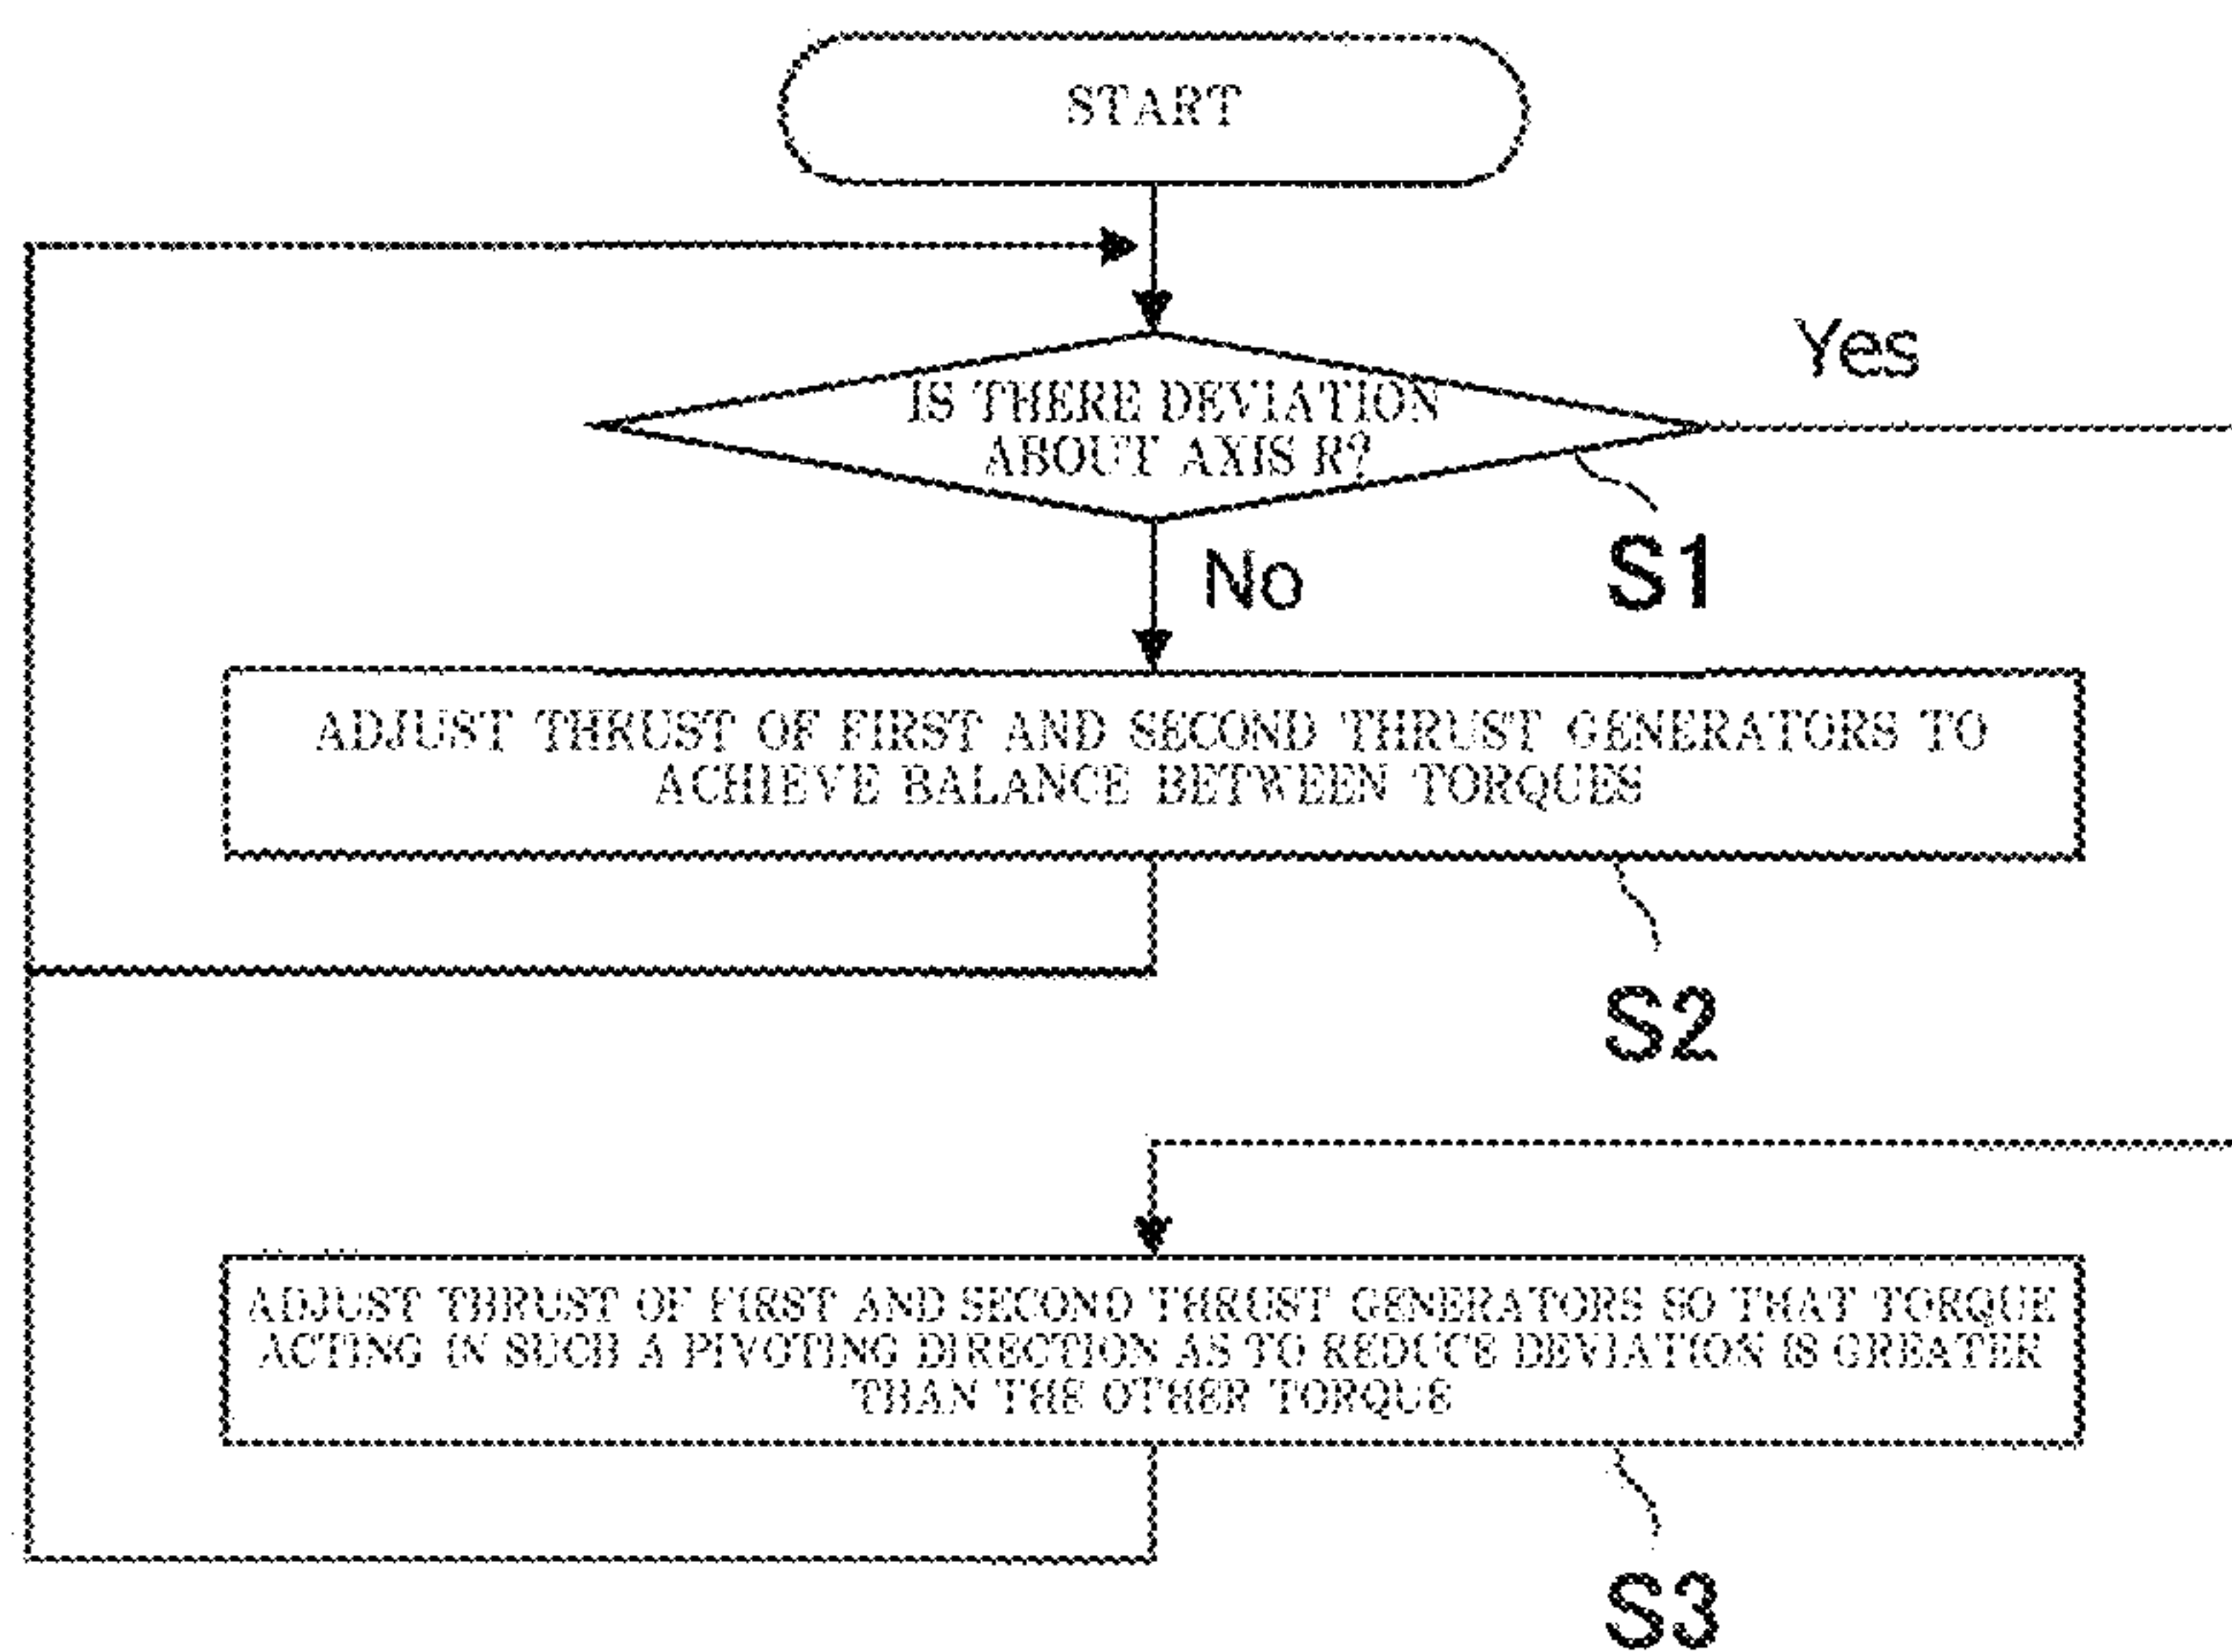 START
Yes
IS THERE DEVIATION
ABOUT AXIS R?
No
S1
ADJUST THRUST OF FIRST AND SECOND THRUST GENERATORS TO
ACHIEVE BALANCE BETWEEN TORQUES
S2
ADJUST THRUST OF FIRST AND SECOND THRUST GENERATORS SO THAT TORQUE
ACTING IN SUCH A PIVOTING DIRECTION AS TO REDUCE DEVIATION IS GREATER
THAN THE OTHER TORQUE
S3